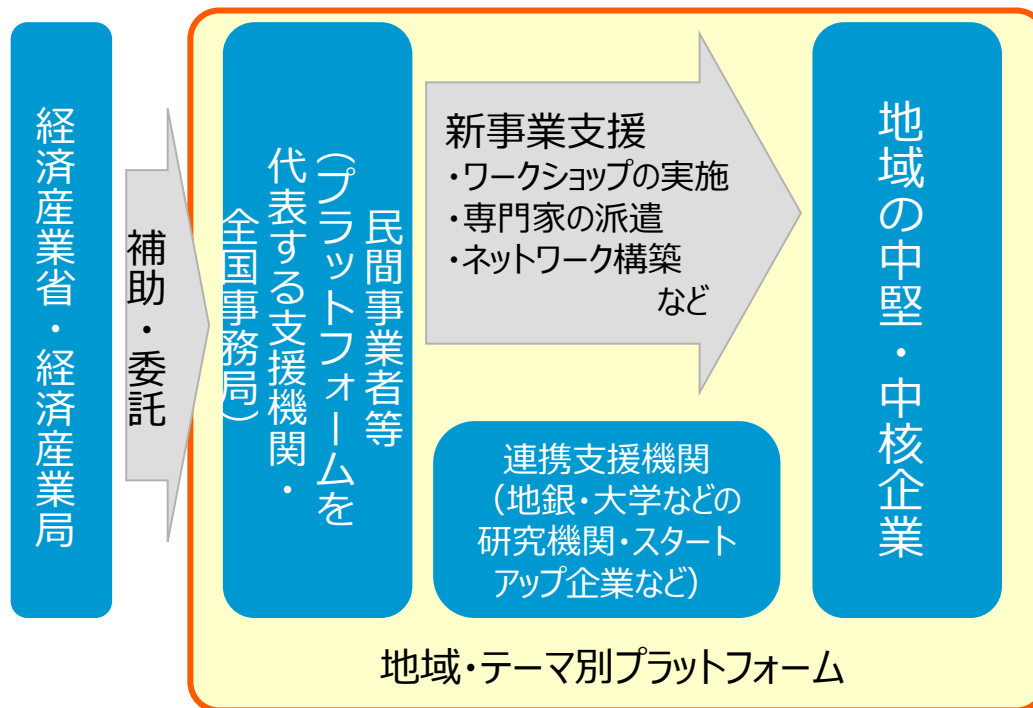 経済産業省・経済産業局
補助・委託
民間事業者等
（プラットフォームを
代表する支援機関・
全国事務局）
新事業支援
・ワークショップの実施
・専門家の派遣
・ネットワーク構築
など
連携支援機関
（地銀・大学などの
研究機関・スタート
アップ企業など）
地域の中堅・中核企業
地域・テーマ別プラットフォーム